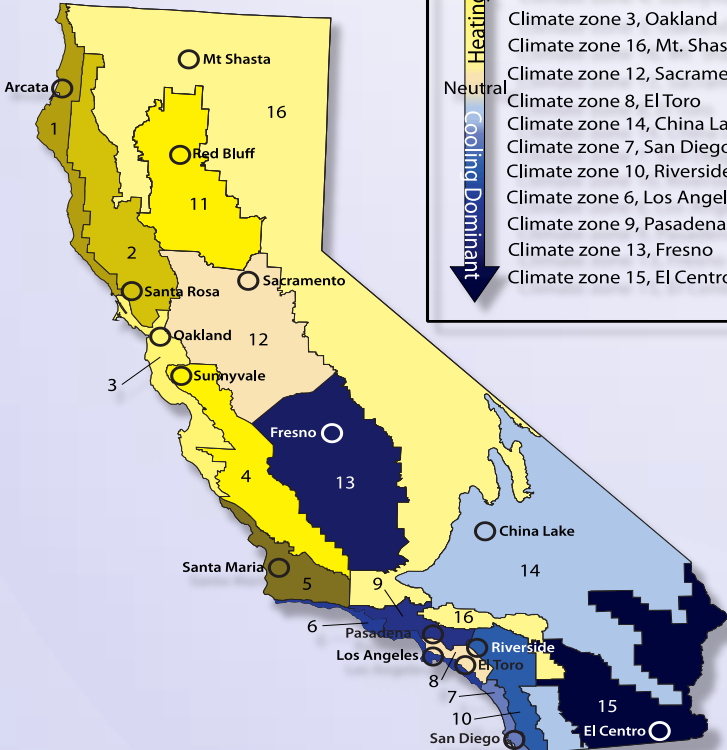 Heating
Neutral
Cooling Dominant
Climate zone 3, Oakland
Climate zone 16, Mt. Shas
Climate zone 12, Sacrame
Climate zone 8, El Toro
Climate zone 14, China La
Climate zone 7, San Diego
Climate zone 10, Riverside
Climate zone 6, Los Angel
Climate zone 9, Pasadena
Climate zone 13, Fresno
Climate zone 15, El Centro
Mt Shasta
Arcata
16
1
Red Bluff
11
2
Sacramento
Santa Rosa
Oakland
12
3
Sunnyvale
Fresno
4
13
China Lake
Santa Maria
14
5
9
16
6
Pasadena
Riverside
Los Angeles
El Toro
8
7
15
10
El Centro
San Diego